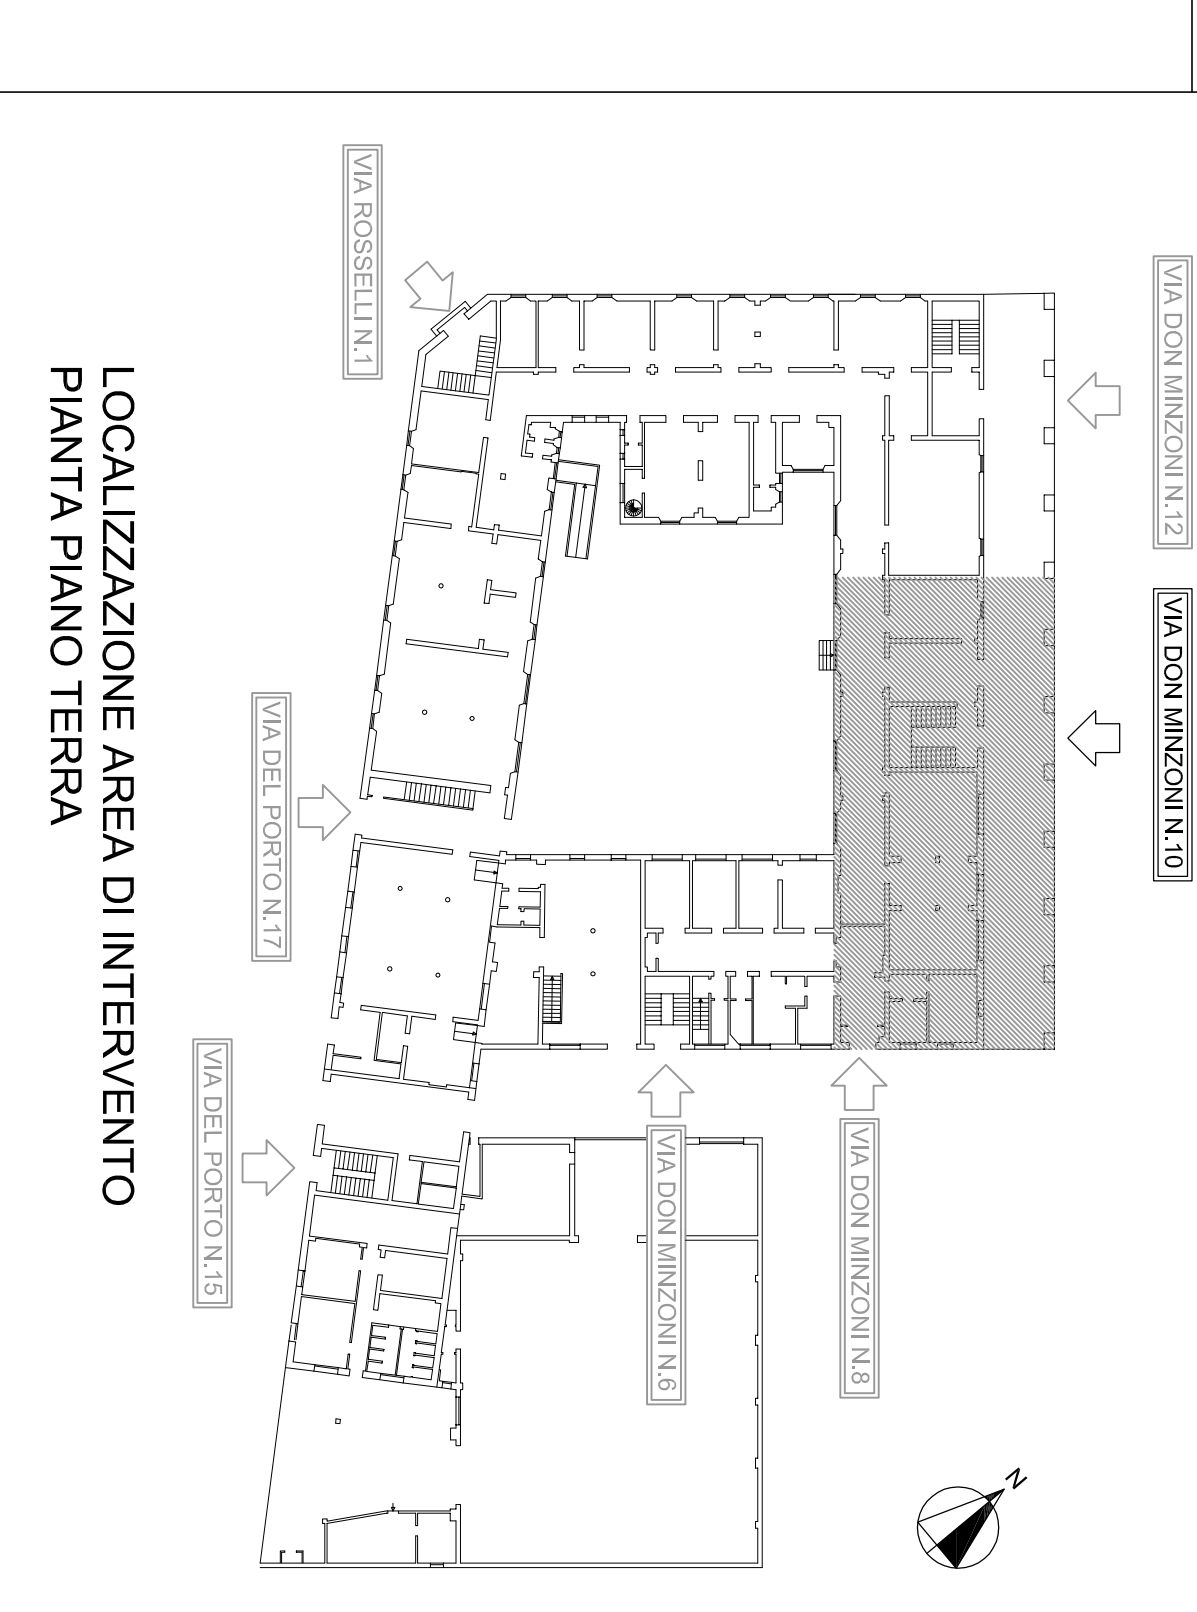 VIA DON MINZONI N.12
VIA DON MINZONI N.10
VIA DON MINZONI N.8
VIA DON MINZONI N.6
VIA ROSSELLI N.1
VIA DEL PORTO N.17
VIA DEL PORTO N.15
N
LOCALIZZAZIONE AREA DI INTERVENTO
PIANTA PIANO TERRA